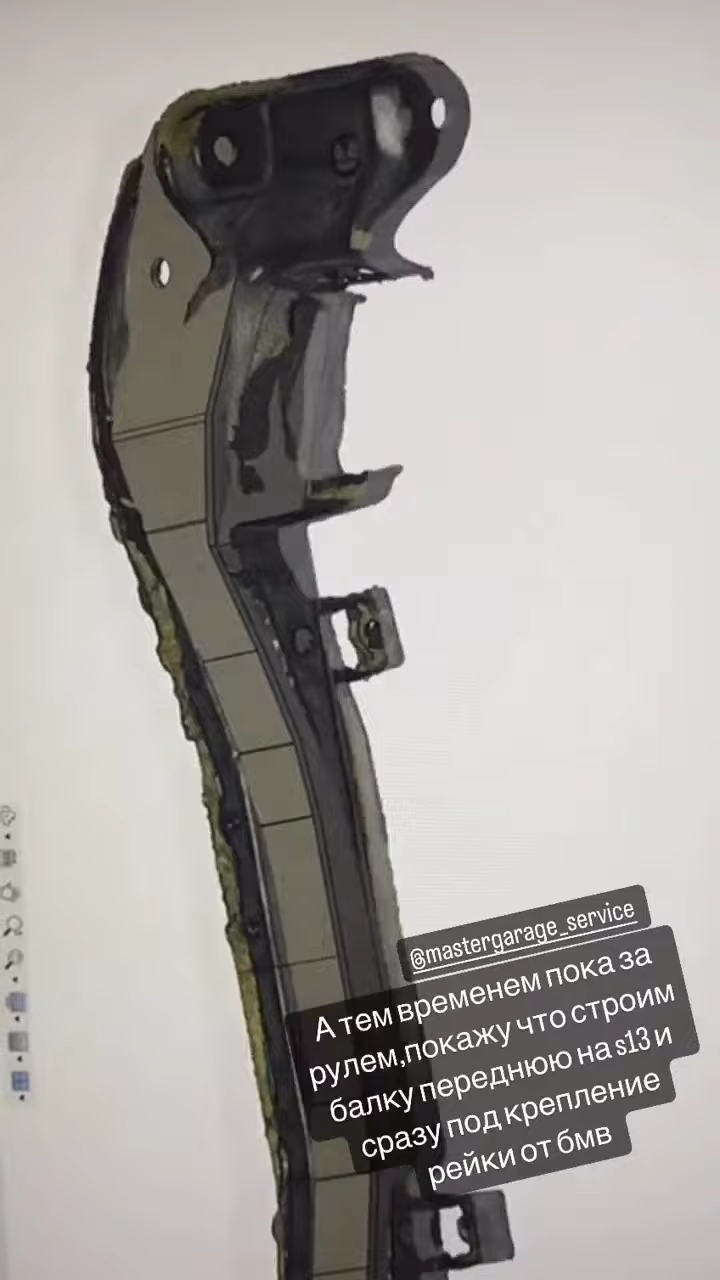 @mastergarage_service
А тем временем пока за
рулем,покажу что строим
балку переднюю на s13 и
сразу под крепление
рейки от бмв